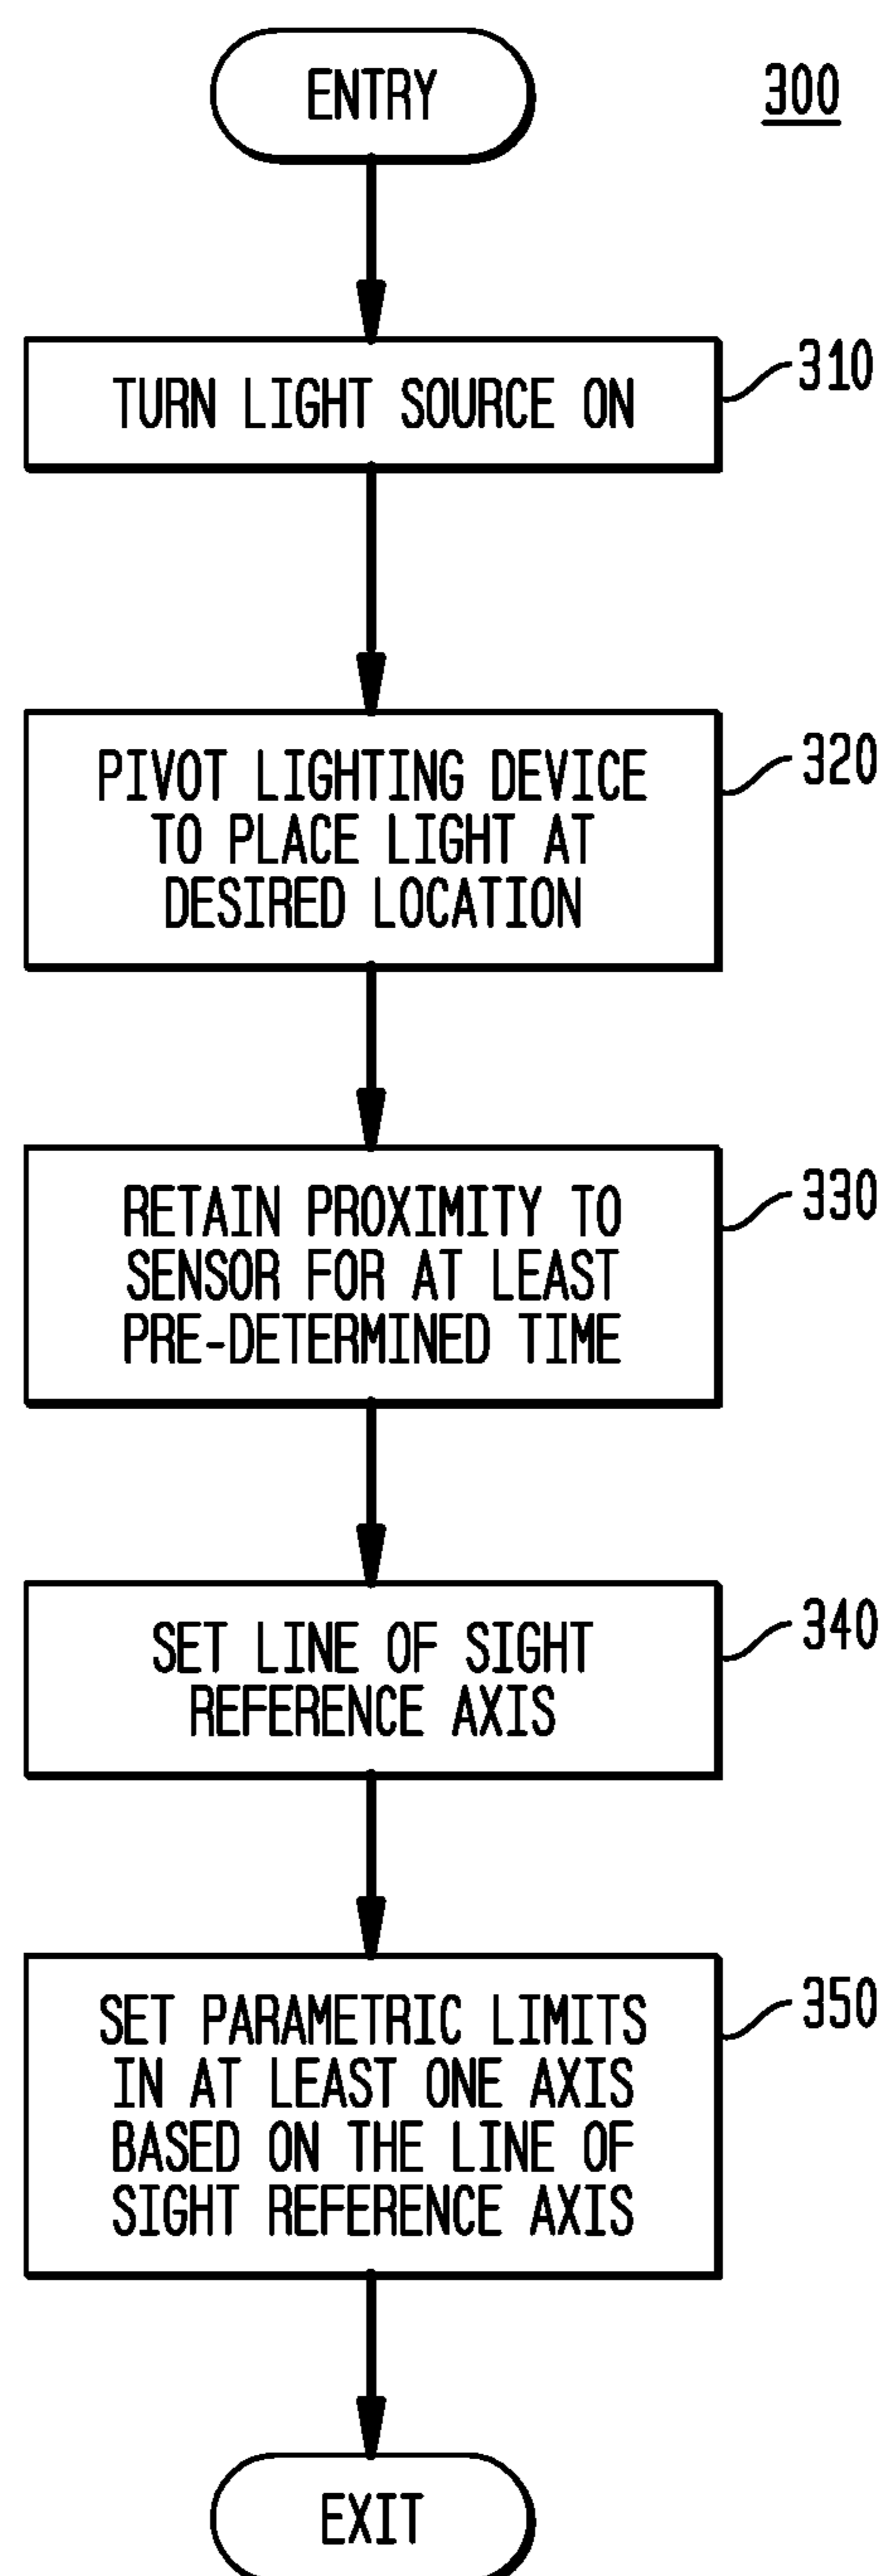 ENTRY
300
TURN LIGHT SOURCE ON
310
PIVOT LIGHTING DEVICE
TO PLACE LIGHT AT
DESIRED LOCATION
320
RETAIN PROXIMITY TO
SENSOR FOR AT LEAST
PRE-DETERMINED TIME
330
SET LINE OF SIGHT
REFERENCE AXIS
340
SET PARAMETRIC LIMITS
IN AT LEAST ONE AXIS
BASED ON THE LINE OF
SIGHT REFERENCE AXIS
350
EXIT